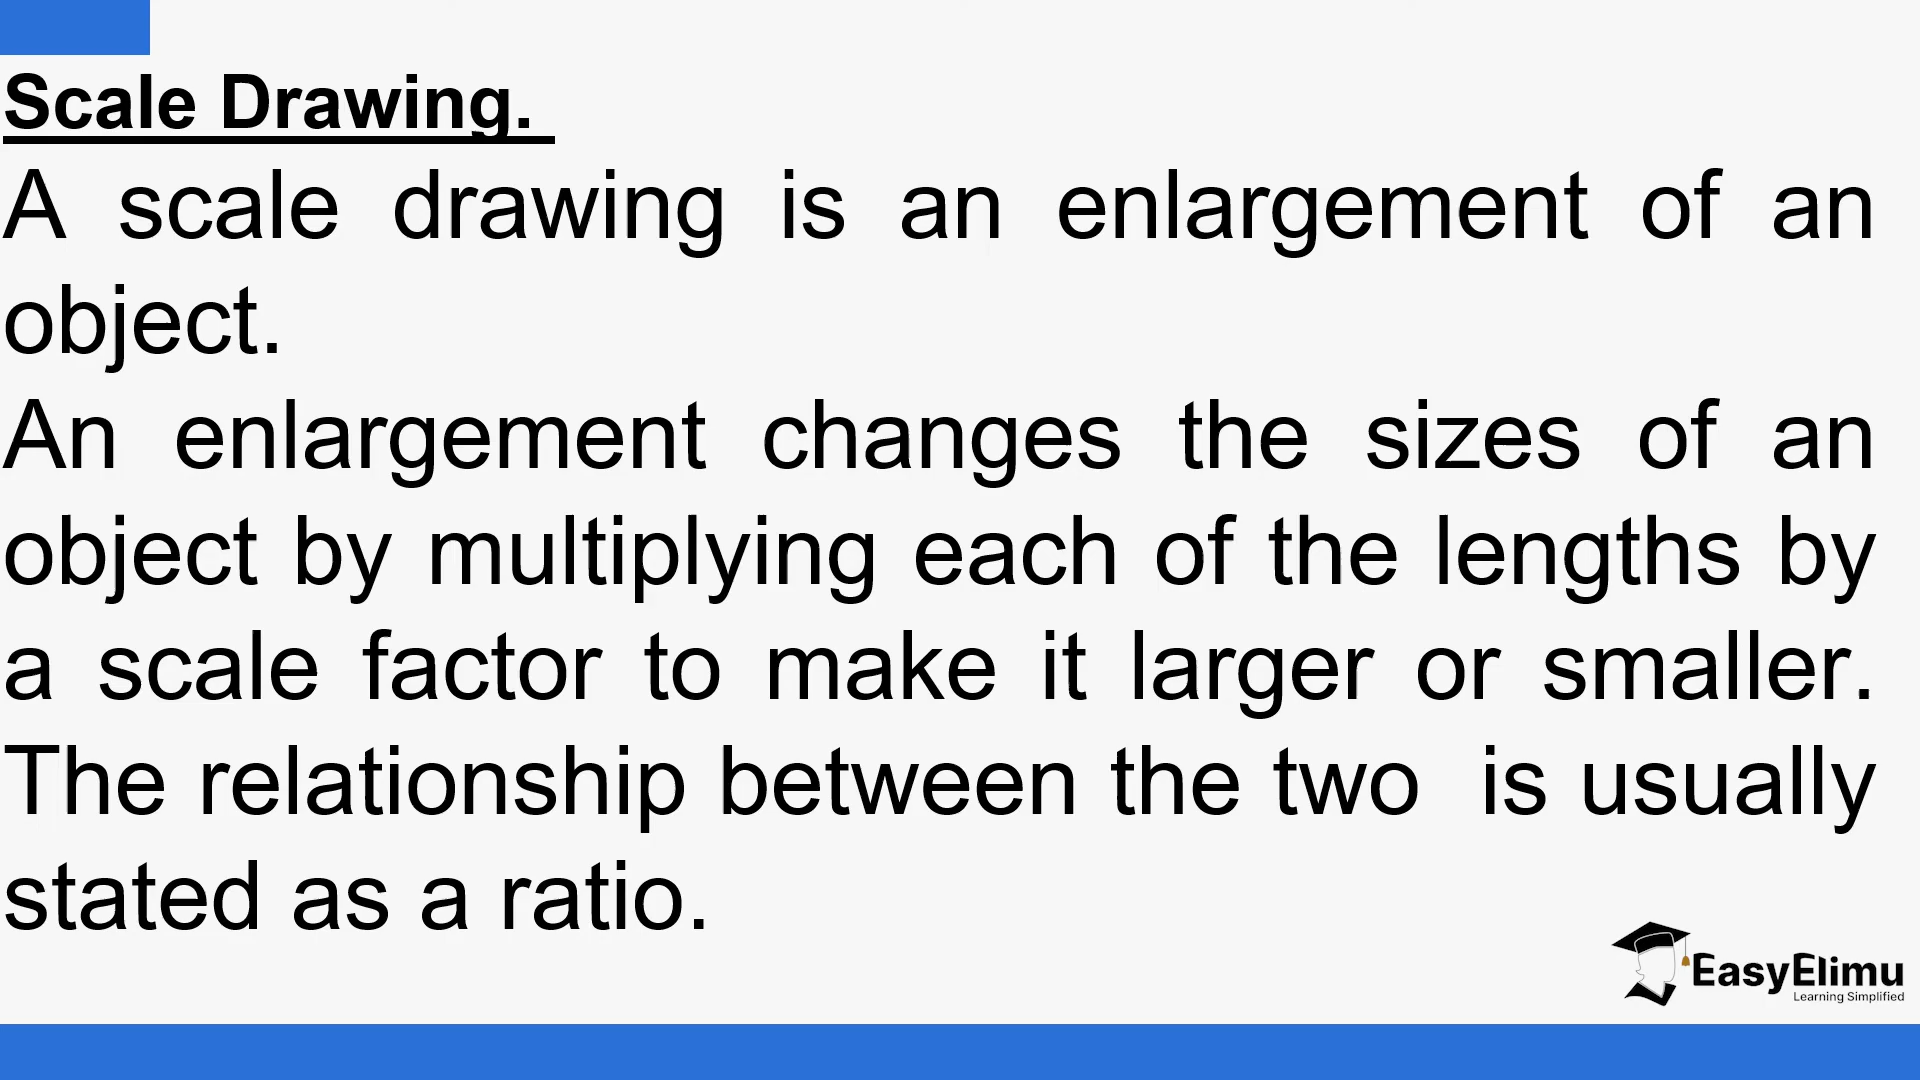 Scale Drawing.
A scale drawing is an enlargement of an
object.
An enlargement changes the sizes of an
object by multiplying each of the lengths by
a scale factor to make it larger or smaller.
The relationship between the two is usually
stated as a ratio.
EasyElimu
Learning Simplified